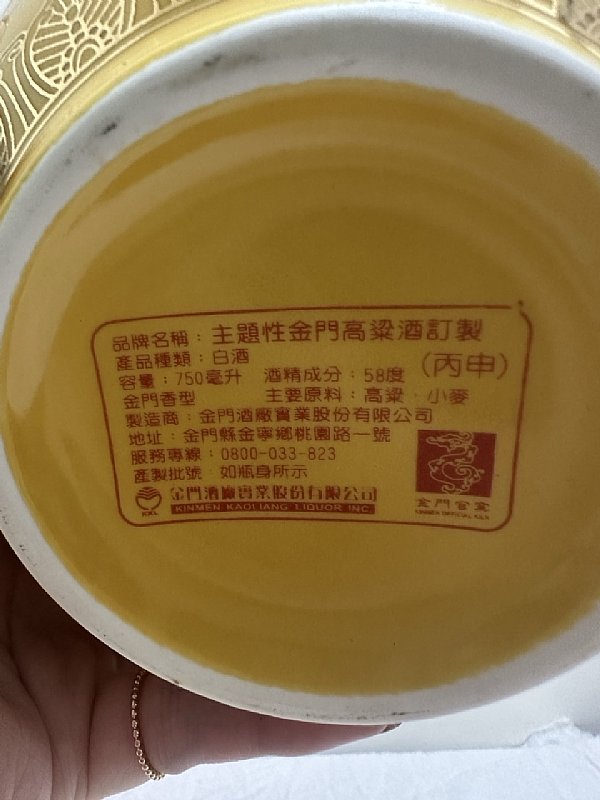 品牌名稱：主題性金門高粱酒訂製
產品種類：白酒 (丙申)
容量：750毫升 酒精成分：58度
金門香型 主要原料：高粱．小麥
製造商：金門酒廠實業股份有限公司
地址：金門縣金寧鄉桃園路一號
服務專線：0800-033-823
產製批號：如瓶身所示
KKL
金門酒廠實業股份有限公司
KINMEN KAOLIANG LIQUOR INC.
金門官窯
KINMEN OFFICIAL KILN